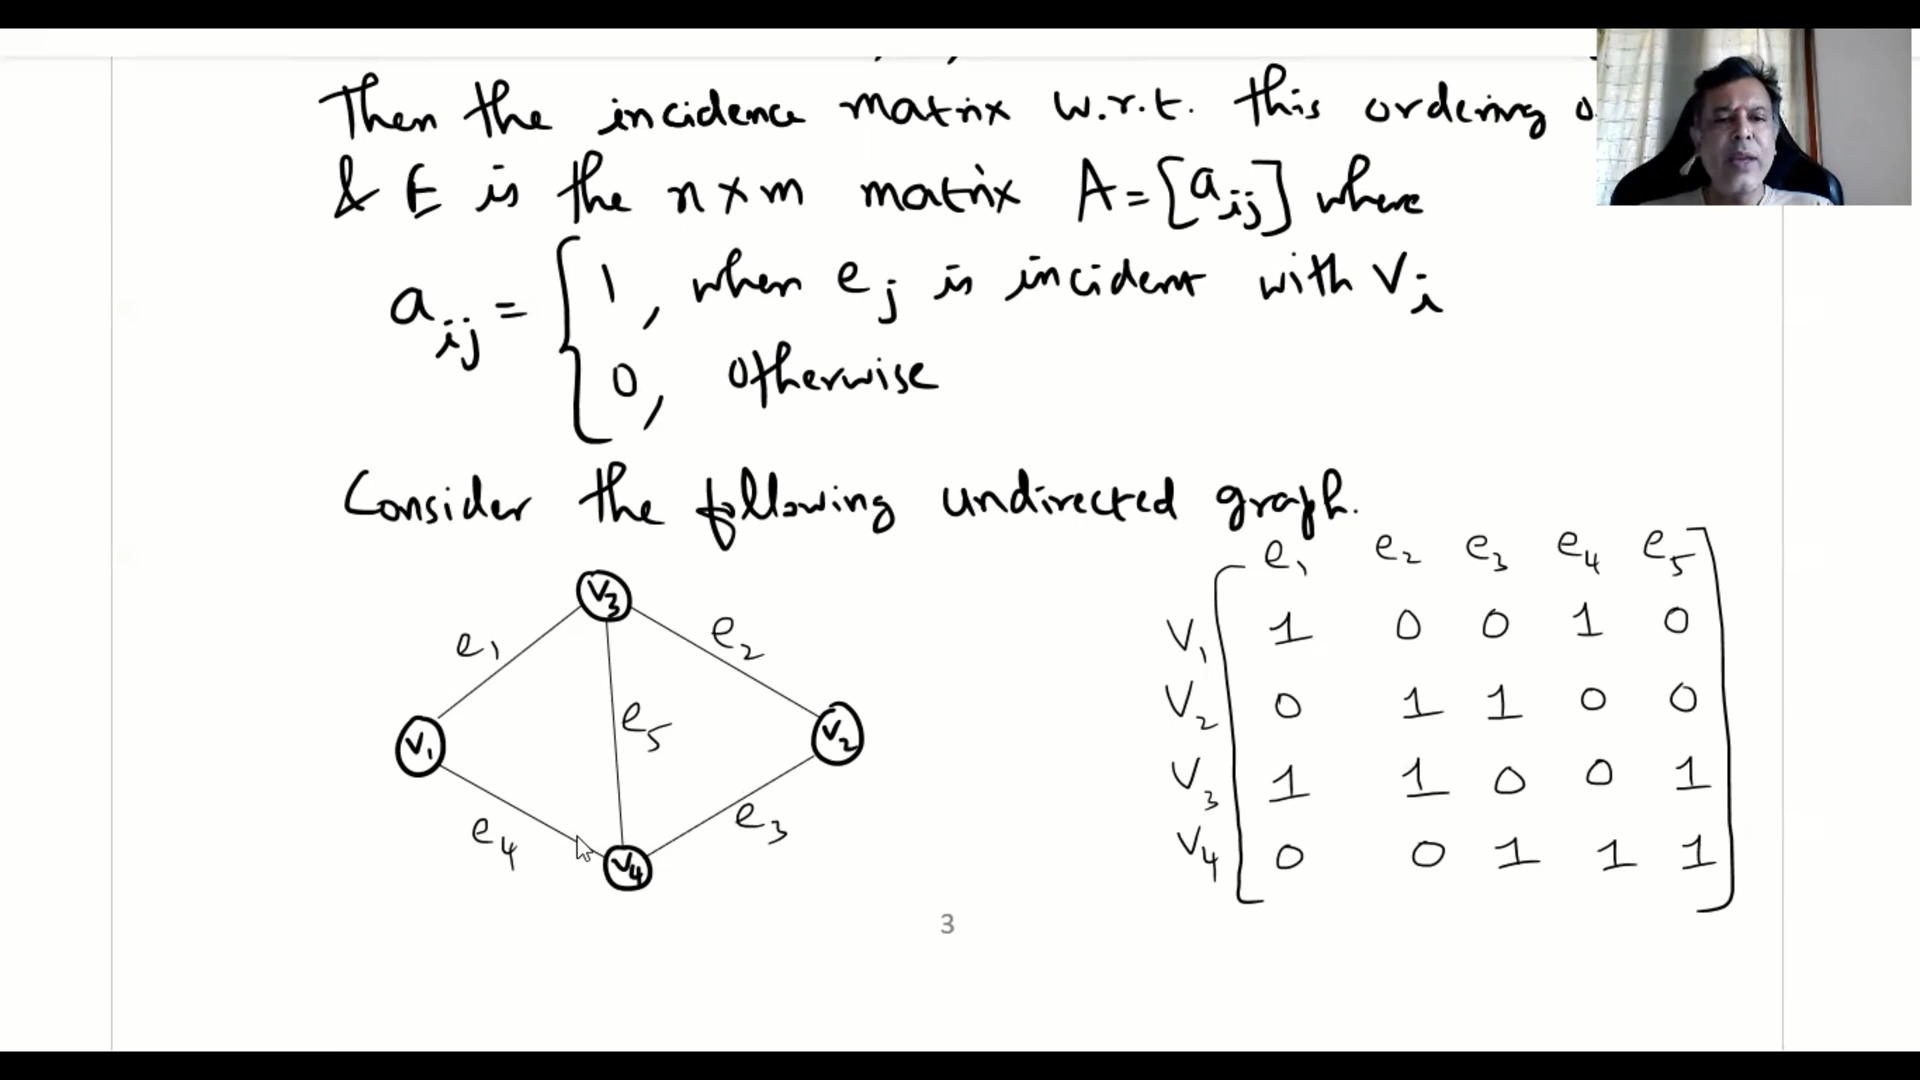 Then the incidence matrix w.r.t. this ordering
& E is the n×m matrix A=[aij] where
aij = { 1, when ej is incident with vi
0, otherwise
Consider the following undirected graph.
v3
e1
e2
e5
v1
v2
e4
e3
v4
e1 e2 e3 e4 e5
v1 1 0 0 1 0
v2 0 1 1 0 0
v3 1 1 0 0 1
v4 0 0 1 1 1
3